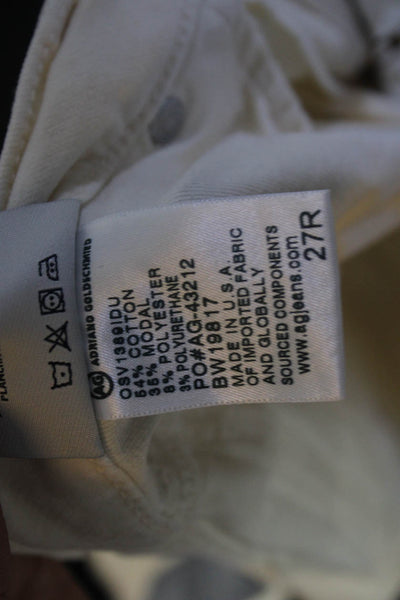 AG ADRIANO GOLDSCHMIED
OSV1389IDU
54% COTTON
35% MODAL
8% POLYESTER
3% POLYURETHANE
PO#AG-43212
BW19817
MADE IN U.S.A.
OF IMPORTED FABRIC
AND GLOBALLY
SOURCED COMPONENTS
www.agjeans.com
27R